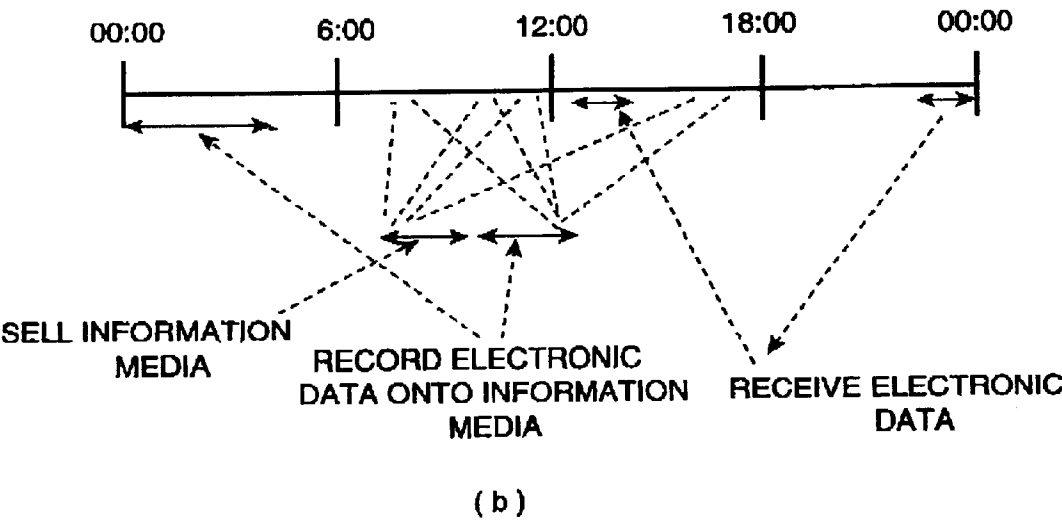 00:00 6:00 12:00 18:00 00:00
SELL INFORMATION
MEDIA
RECORD ELECTRONIC
DATA ONTO INFORMATION
MEDIA
RECEIVE ELECTRONIC
DATA
( b )